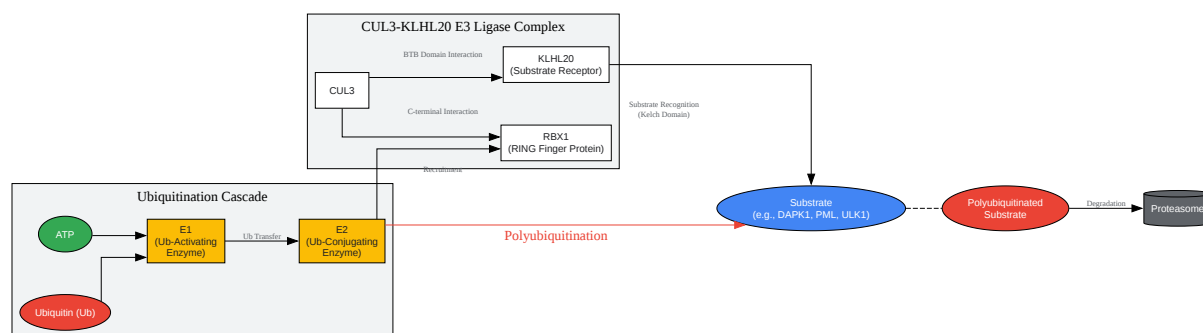 CUL3-KLHL20 E3 Ligase Complex
BTB Domain Interaction
KLHL20
(Substrate Receptor)
CUL3
C-terminal Interaction
Substrate Recognition
(Kelch Domain)
RBX1
(RING Finger Protein)
Recruitment
Ubiquitination Cascade
ATP
E1
(Ub-Activating
Enzyme)
Ub Transfer
E2
(Ub-Conjugating
Enzyme)
Ubiquitin (Ub)
Polyubiquitination
Substrate
(e.g., DAPK1, PML, ULK1)
Polyubiquitinated
Substrate
Degradation
Proteasome